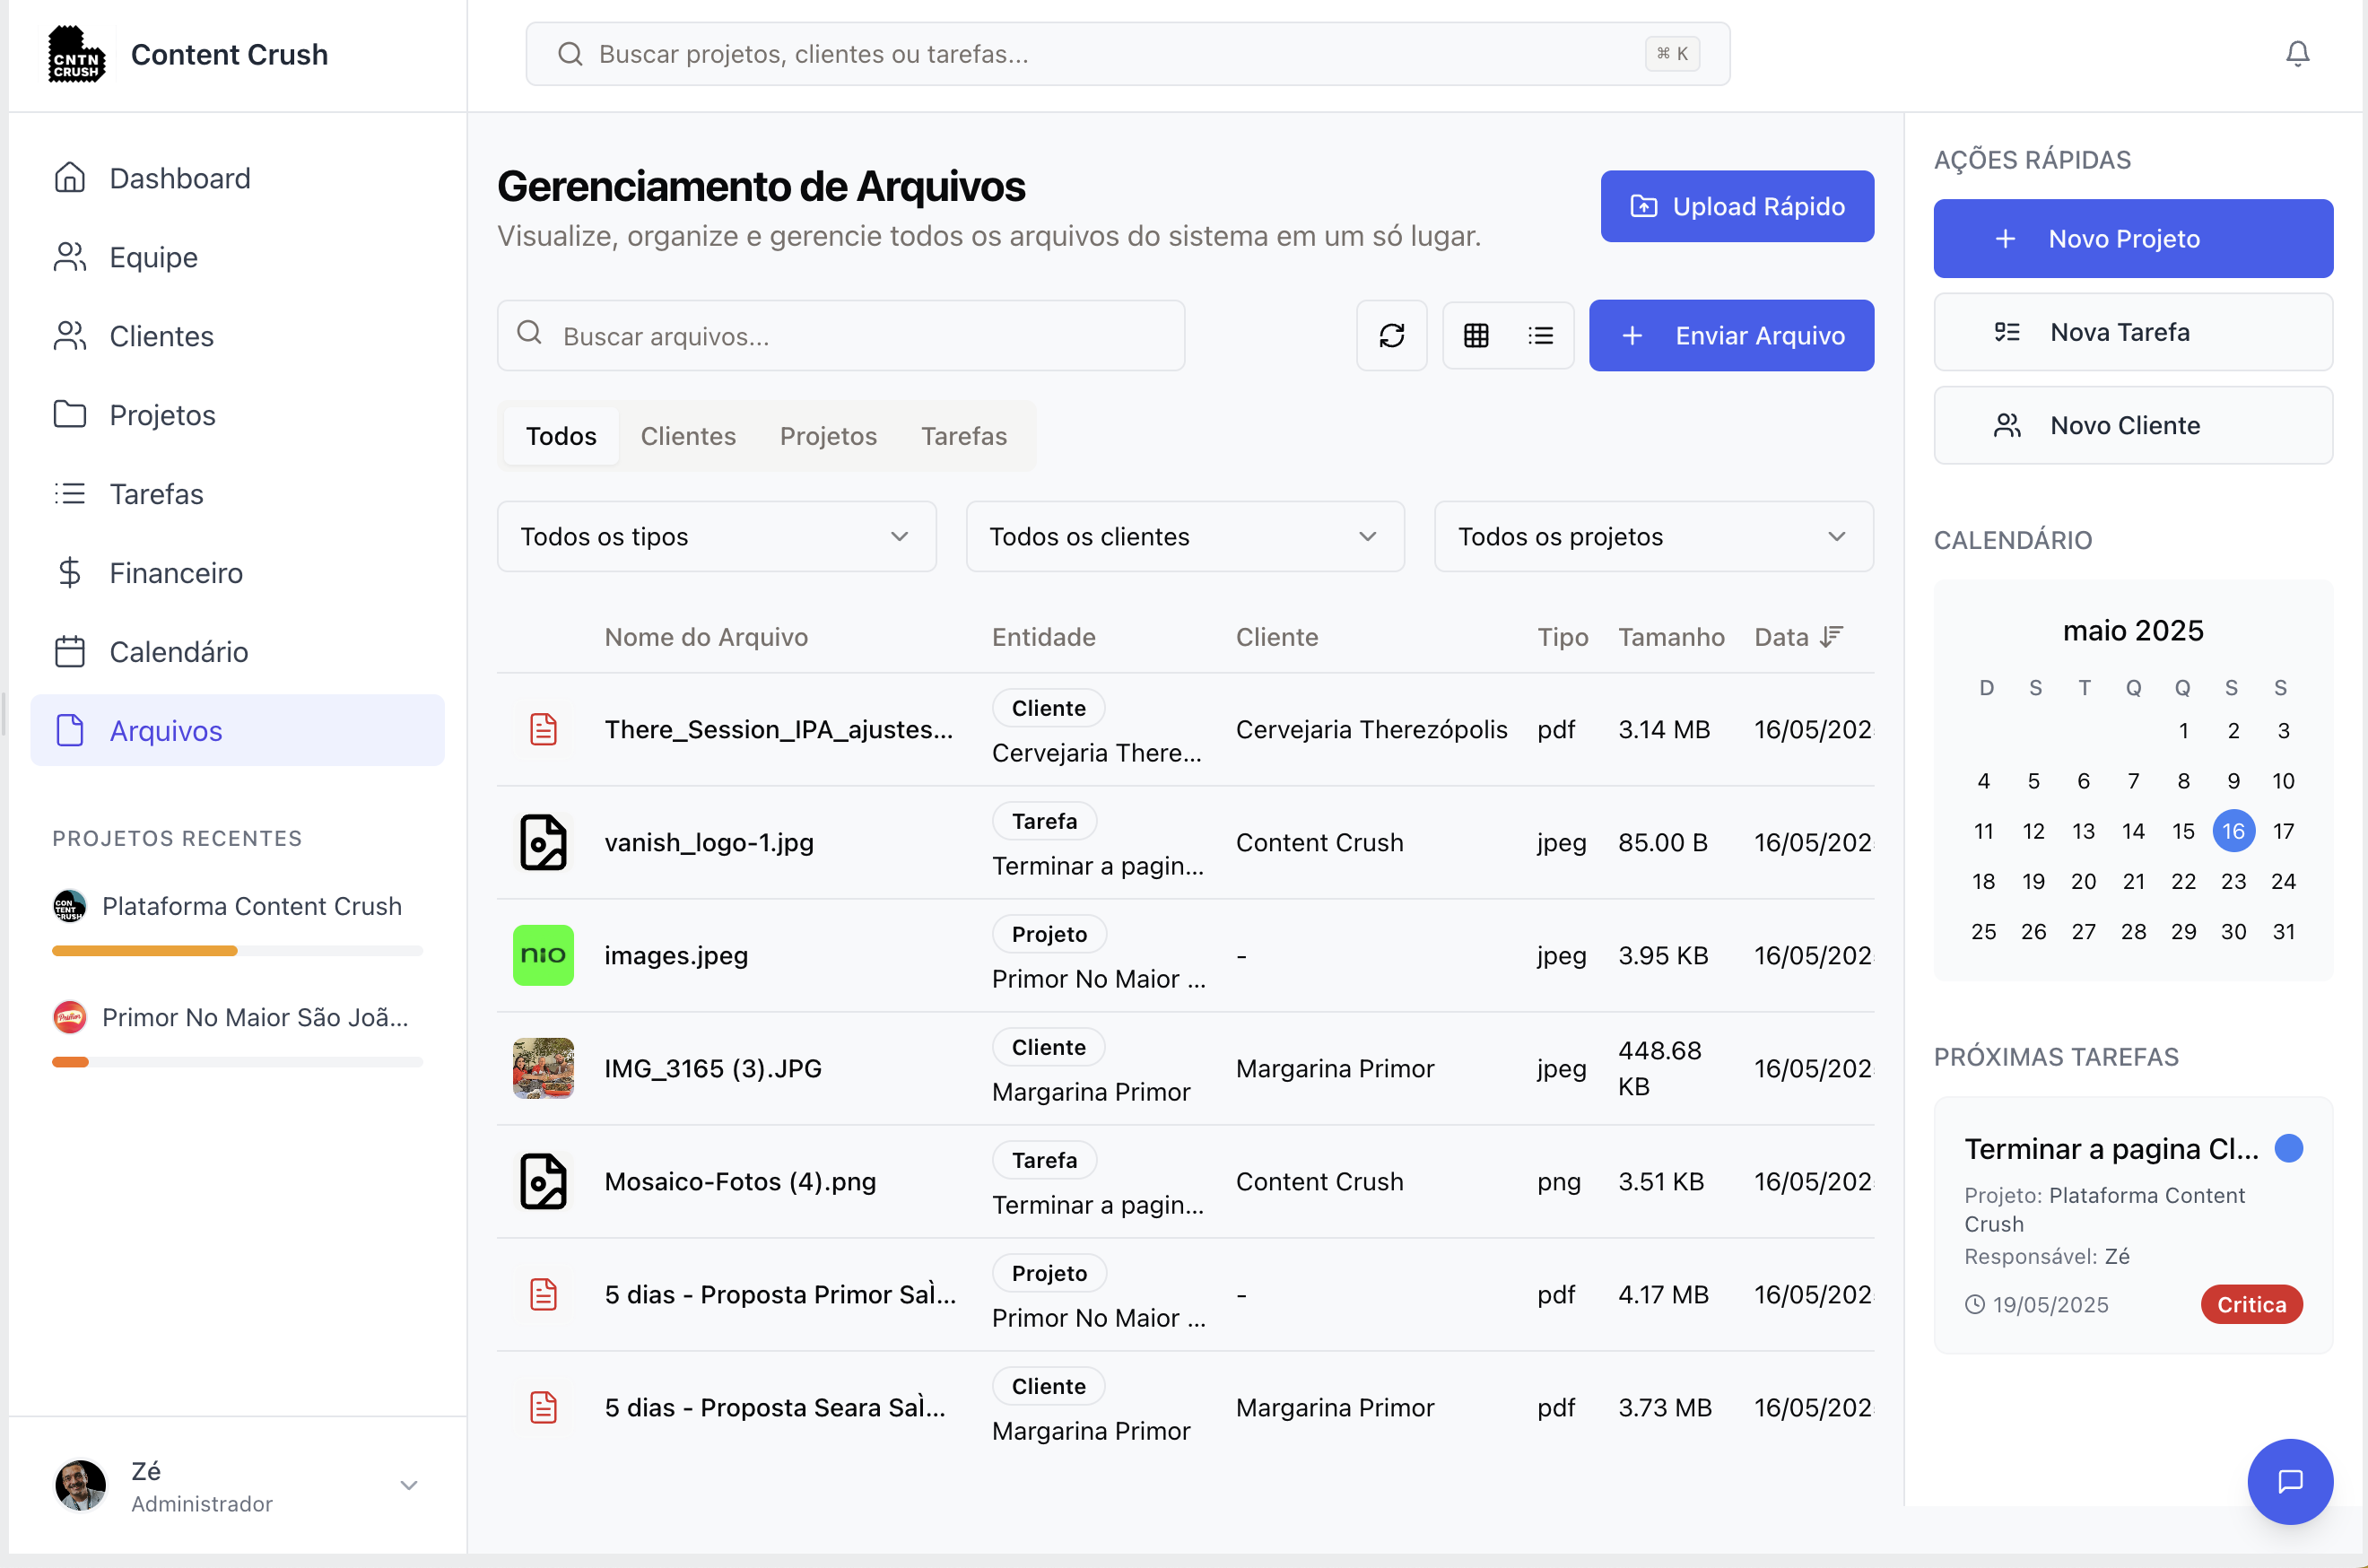 CNTN
CRUSH
Content Crush
Buscar projetos, clientes ou tarefas...
⌘ K
Dashboard
Equipe
Clientes
Projetos
Tarefas
Financeiro
Calendário
Arquivos
PROJETOS RECENTES
CON
TENT
CRUSH
Plataforma Content Crush
Primor No Maior São Joã...
Zé
Administrador
Gerenciamento de Arquivos
Visualize, organize e gerencie todos os arquivos do sistema em um só lugar.
Upload Rápido
Buscar arquivos...
Enviar Arquivo
Todos Clientes Projetos Tarefas
Todos os tipos Todos os clientes Todos os projetos
Nome do Arquivo Entidade Cliente Tipo Tamanho Data
There_Session_IPA_ajustes... Cliente Cervejaria There... Cervejaria Therezópolis pdf 3.14 MB 16/05/202
vanish_logo-1.jpg Tarefa Terminar a pagin... Content Crush jpeg 85.00 B 16/05/202
nio images.jpeg Projeto Primor No Maior ... - jpeg 3.95 KB 16/05/202
IMG_3165 (3).JPG Cliente Margarina Primor Margarina Primor jpeg 448.68 KB 16/05/202
Mosaico-Fotos (4).png Tarefa Terminar a pagin... Content Crush png 3.51 KB 16/05/202
5 dias - Proposta Primor SaÌ... Projeto Primor No Maior ... - pdf 4.17 MB 16/05/202
5 dias - Proposta Seara SaÌ... Cliente Margarina Primor Margarina Primor pdf 3.73 MB 16/05/202
AÇÕES RÁPIDAS
Novo Projeto
Nova Tarefa
Novo Cliente
CALENDÁRIO
maio 2025
D S T Q Q S S
1 2 3
4 5 6 7 8 9 10
11 12 13 14 15 16 17
18 19 20 21 22 23 24
25 26 27 28 29 30 31
PRÓXIMAS TAREFAS
Terminar a pagina Cl...
Projeto: Plataforma Content
Crush
Responsável: Zé
19/05/2025
Critica